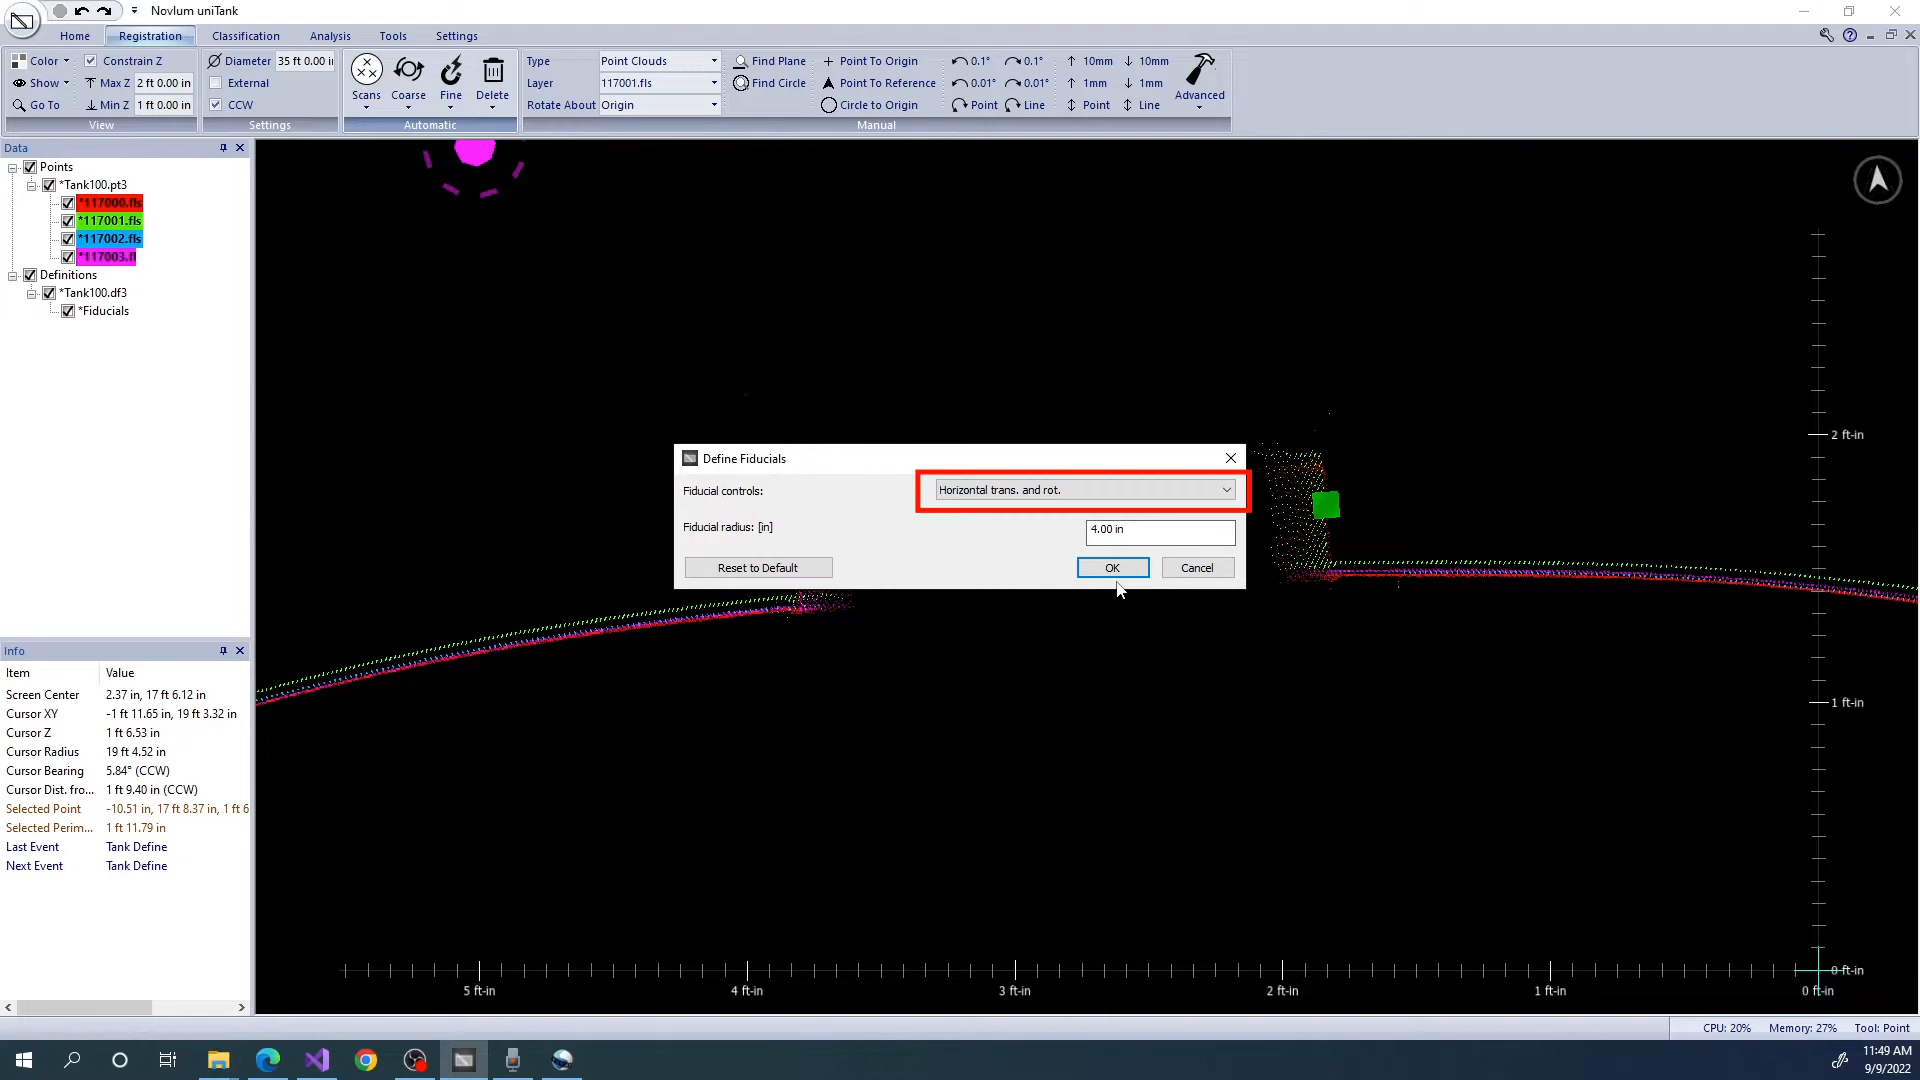 Novlum uniTank
Home Registration Classification Analysis Tools Settings
Color Constrain Z
Show Max Z 2 ft 0.00 in
Go To Min Z 1 ft 0.00 in
View
Diameter 35 ft 0.00 i
External
CCW
Settings
Scans Coarse Fine Delete
Automatic
Type Point Clouds Find Plane Point To Origin 0.1° 0.1° 10mm 10mm
Layer 117001.fls Find Circle Point To Reference 0.01° 0.01° 1mm 1mm
Rotate About Origin Circle to Origin Point Line Point Line
Advanced
Manual
Data
Points
*Tank100.pt3
*117000.fls
*117001.fls
*117002.fls
*117003.fl
Definitions
*Tank100.df3
*Fiducials
Define Fiducials
Fiducial controls: Horizontal trans. and rot.
Fiducial radius: [in] 4.00 in
Reset to Default OK Cancel
2 ft-in
1 ft-in
0 ft-in
5 ft-in 4 ft-in 3 ft-in 2 ft-in 1 ft-in 0 ft-in
Info
Item Value
Screen Center 2.37 in, 17 ft 6.12 in
Cursor XY -1 ft 11.65 in, 19 ft 3.32 in
Cursor Z 1 ft 6.53 in
Cursor Radius 19 ft 4.52 in
Cursor Bearing 5.84° (CCW)
Cursor Dist. fro... 1 ft 9.40 in (CCW)
Selected Point -10.51 in, 17 ft 8.37 in, 1 ft 6
Selected Perim... 1 ft 11.79 in
Last Event Tank Define
Next Event Tank Define
CPU: 20% Memory: 27% Tool: Point
11:49 AM
9/9/2022